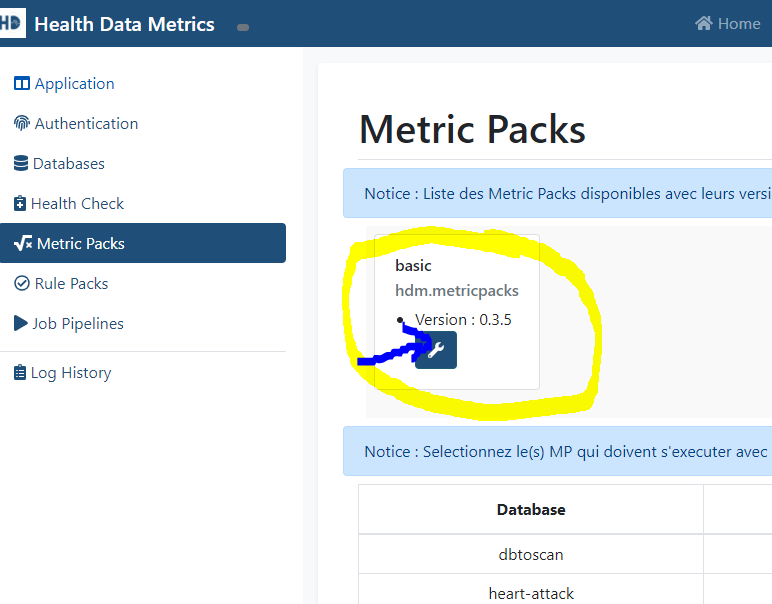 HD Health Data Metrics
Home
Application
Authentication
Databases
Health Check
Metric Packs
Rule Packs
Job Pipelines
Log History
Metric Packs
Notice : Liste des Metric Packs disponibles avec leurs versi
basic
hdm.metricpacks
Version : 0.3.5
Notice : Selectionnez le(s) MP qui doivent s'executer avec
Database
dbtoscan
heart-attack